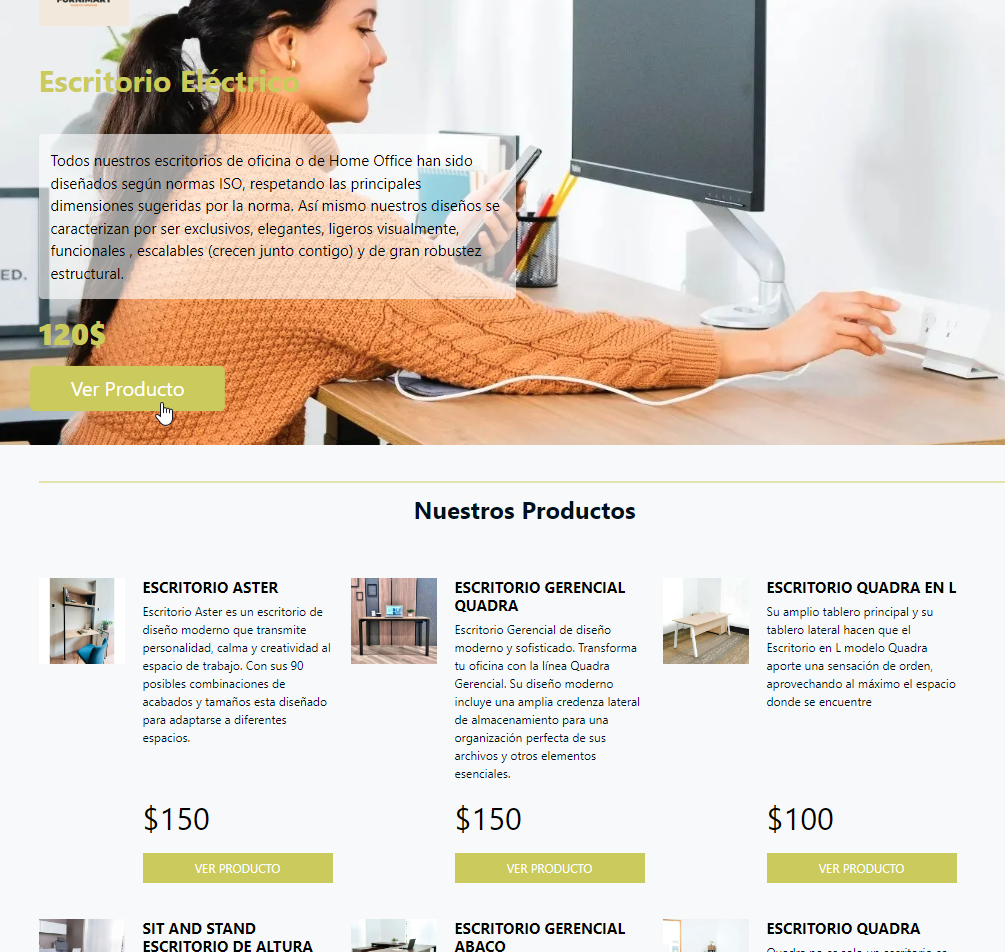 FURNIMART
Escritorio Eléctrico
Todos nuestros escritorios de oficina o de Home Office han sido
diseñados según normas ISO, respetando las principales
dimensiones sugeridas por la norma. Así mismo nuestros diseños se
caracterizan por ser exclusivos, elegantes, ligeros visualmente,
funcionales , escalables (crecen junto contigo) y de gran robustez
estructural.
ED.
120$
Ver Producto
Nuestros Productos
ESCRITORIO ASTER
Escritorio Aster es un escritorio de
diseño moderno que transmite
personalidad, calma y creatividad al
espacio de trabajo. Con sus 90
posibles combinaciones de
acabados y tamaños esta diseñado
para adaptarse a diferentes
espacios.
$150
VER PRODUCTO
ESCRITORIO GERENCIAL
QUADRA
Escritorio Gerencial de diseño
moderno y sofisticado. Transforma
tu oficina con la línea Quadra
Gerencial. Su diseño moderno
incluye una amplia credenza lateral
de almacenamiento para una
organización perfecta de sus
archivos y otros elementos
esenciales.
$150
VER PRODUCTO
ESCRITORIO QUADRA EN L
Su amplio tablero principal y su
tablero lateral hacen que el
Escritorio en L modelo Quadra
aporte una sensación de orden,
aprovechando al máximo el espacio
donde se encuentre
$100
VER PRODUCTO
SIT AND STAND
ESCRITORIO DE ALTURA
ESCRITORIO GERENCIAL
ABACO
ESCRITORIO QUADRA
Quadra no es solo un escritorio es